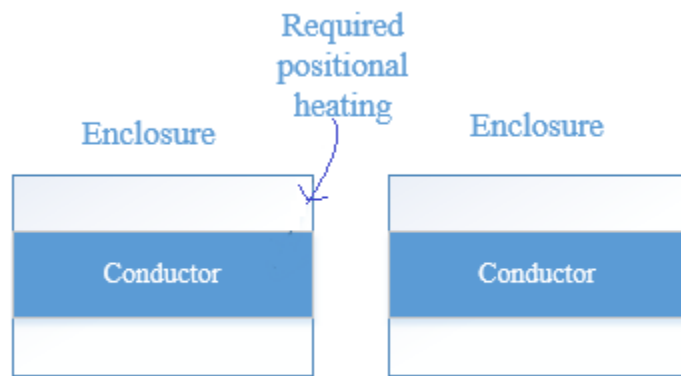 Required
positional
heating
Enclosure
Enclosure
Conductor
Conductor